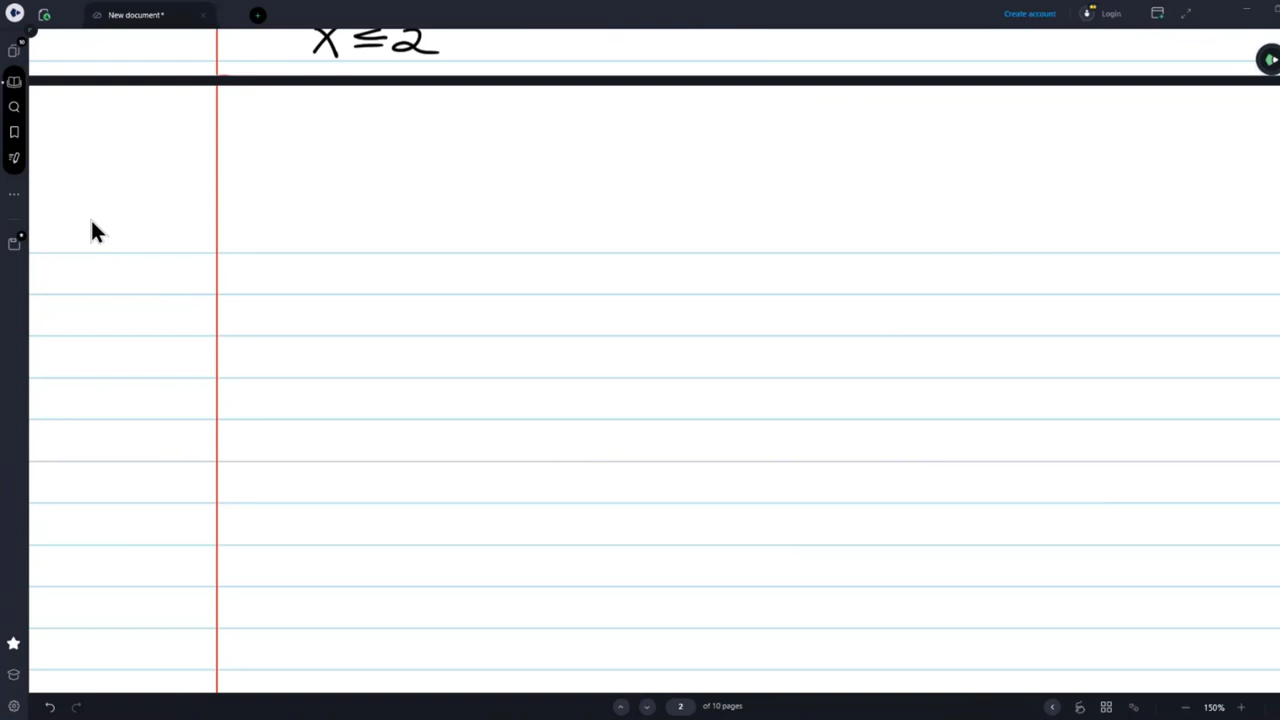 New document*
Create account
Login
x ≤ 2
2 of 10 pages
150%